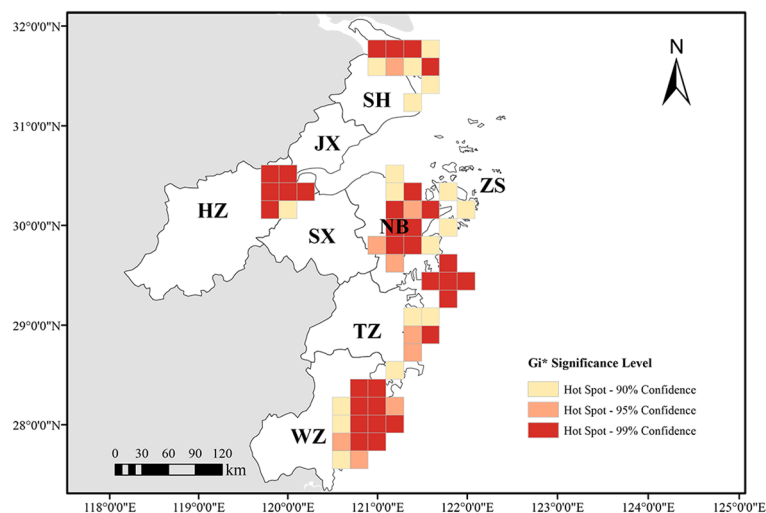 32°0'0"N
N
SH
31°0'0"N
JX
ZS
HZ
30°0'0"N
NB
SX
29°0'0"N
TZ
Gi* Significance Level
Hot Spot - 90% Confidence
Hot Spot - 95% Confidence
28°0'0"N
Hot Spot - 99% Confidence
WZ
0 30 60 90 120
km
118°0'0"E 119°0'0"E 120°0'0"E 121°0'0"E 122°0'0"E 123°0'0"E 124°0'0"E 125°0'0"E